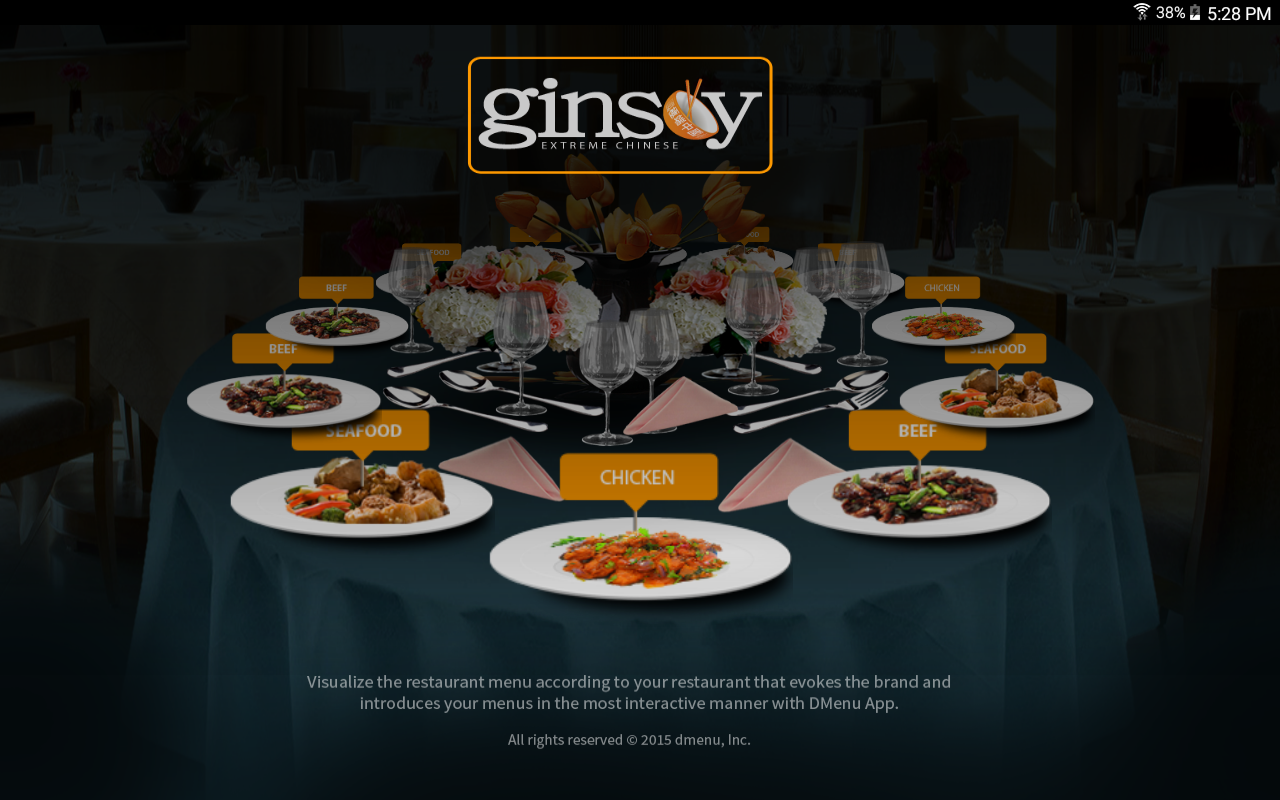 38% 5:28 PM
ginsoy
EXTREME CHINESE
BEEF
CHICKEN
BEEF
SEAFOOD
SEAFOOD
BEEF
CHICKEN
Visualize the restaurant menu according to your restaurant that evokes the brand and
introduces your menus in the most interactive manner with DMenu App.
All rights reserved © 2015 dmenu, Inc.